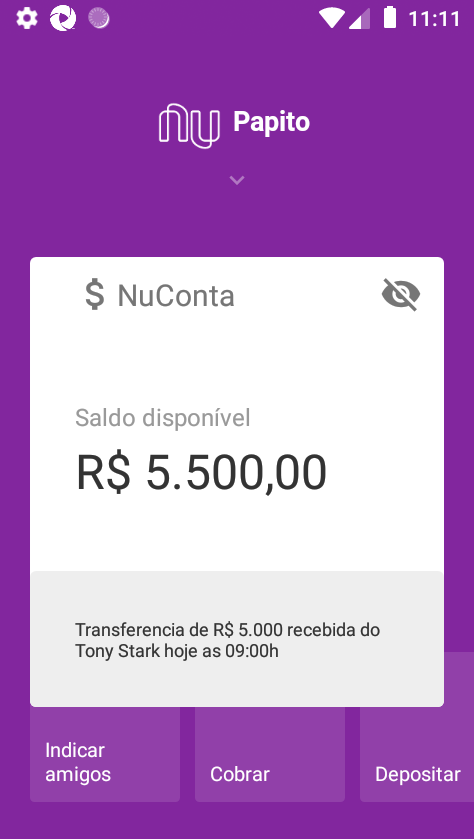 11:11
nu Papito
$ NuConta
Saldo disponível
R$ 5.500,00
Transferencia de R$ 5.000 recebida do
Tony Stark hoje as 09:00h
Indicar
amigos
Cobrar
Depositar